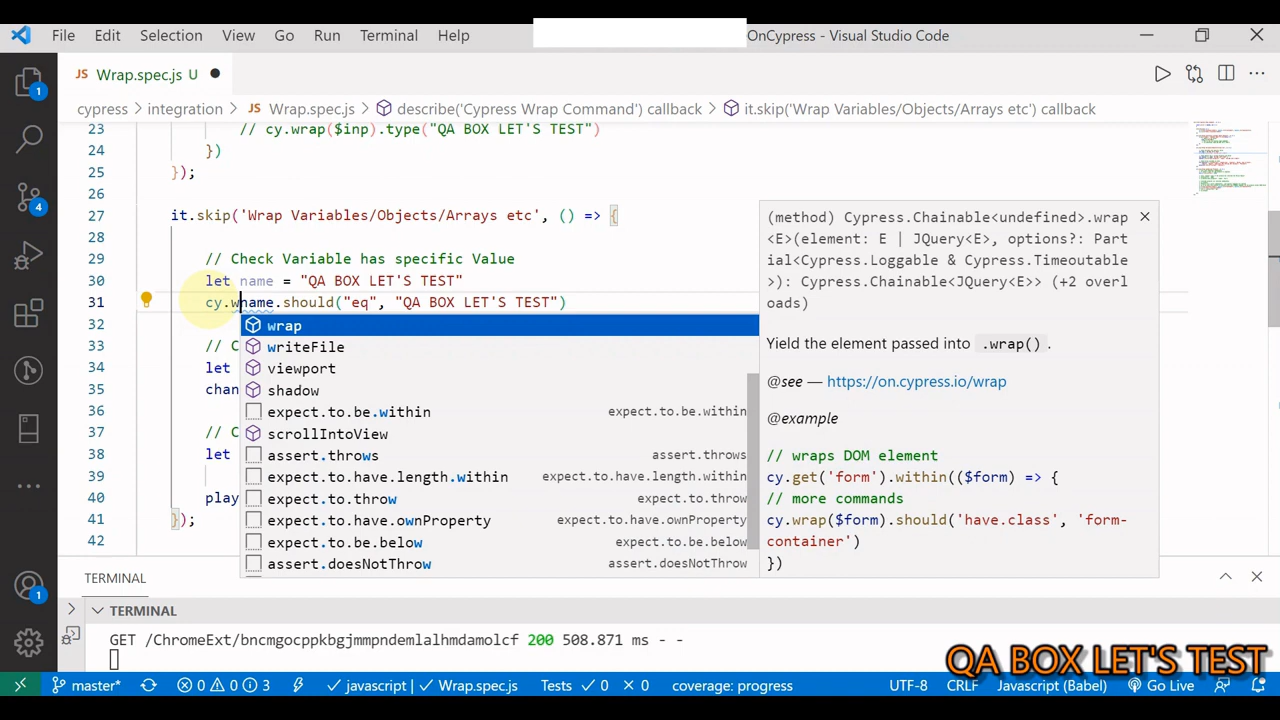 File Edit Selection View Go Run Terminal Help OnCypress - Visual Studio Code
JS Wrap.spec.js U
cypress > integration > JS Wrap.spec.js > describe('Cypress Wrap Command') callback > it.skip('Wrap Variables/Objects/Arrays etc') callback
23 // cy.wrap($inp).type("QA BOX LET'S TEST")
24 })
25 });
26
27 it.skip('Wrap Variables/Objects/Arrays etc', () => {
28
29 // Check Variable has specific Value
30 let name = "QA BOX LET'S TEST"
31 cy.wname.should("eq", "QA BOX LET'S TEST")
32
33 // C
34 let
35 chan
36
37 // C
38 let
39
40 play
41 });
42
wrap
writeFile
viewport
shadow
expect.to.be.within expect.to.be.within
scrollIntoView
assert.throws assert.throws
expect.to.have.length.within expect.to.have.length.within
expect.to.throw expect.to.throw
expect.to.have.ownProperty expect.to.have.ownProperty
expect.to.be.below expect.to.be.below
assert.doesNotThrow assert.doesNotThrow
(method) Cypress.Chainable<undefined>.wrap
<E>(element: E | JQuery<E>, options?: Par
tial<Cypress.Loggable & Cypress.Timeoutable
>): Cypress.Chainable<JQuery<E>> (+2 overl
oads)
Yield the element passed into .wrap().
@see — https://on.cypress.io/wrap
@example
// wraps DOM element
cy.get('form').within(($form) => {
// more commands
cy.wrap($form).should('have.class', 'form-
container')
})
TERMINAL
TERMINAL
GET /ChromeExt/bncmgocppkbgjmmpndemlalhmdamolcf 200 508.871 ms - -
QA BOX LET'S TEST
master* 0 0 3 javascript | Wrap.spec.js Tests 0 0 coverage: progress UTF-8 CRLF Javascript (Babel) Go Live
1
4
1